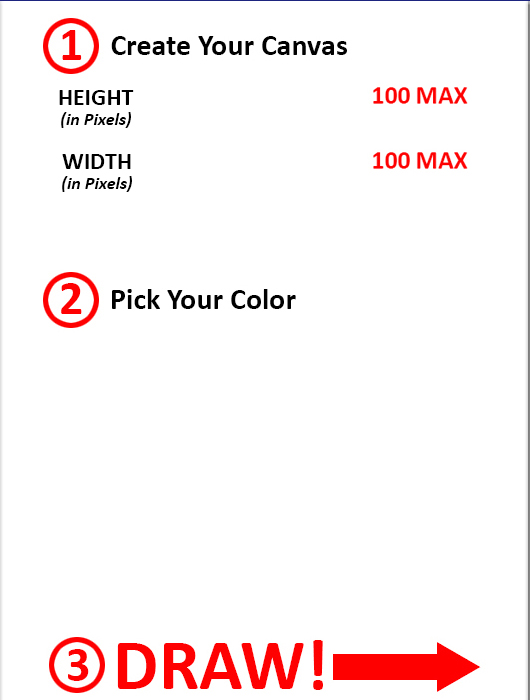 1 Create Your Canvas
HEIGHT 100 MAX
(in Pixels)
WIDTH 100 MAX
(in Pixels)
2 Pick Your Color
3 DRAW!